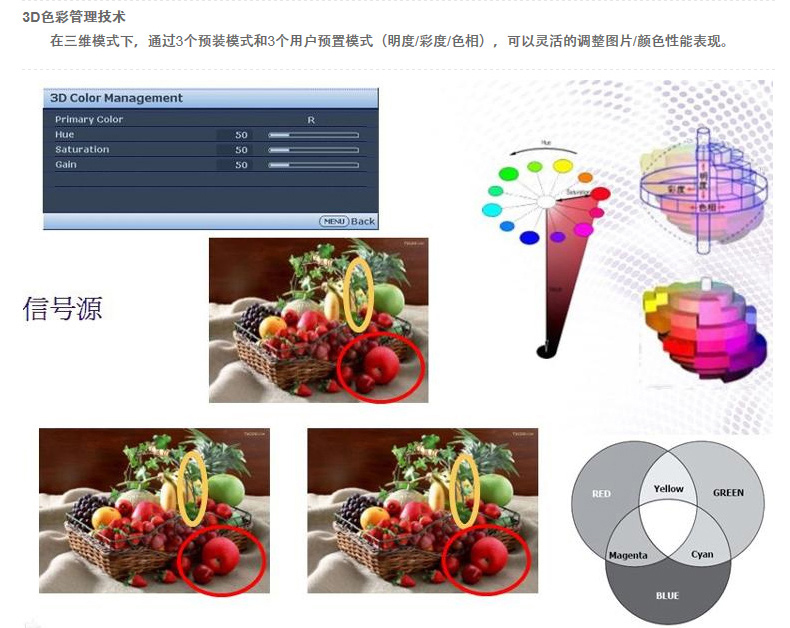 3D色彩管理技术
在三维模式下，通过3个预装模式和3个用户预置模式（明度/彩度/色相），可以灵活的调整图片/颜色性能表现。
3D Color Management
Primary Color R
Hue 50
Saturation 50
Gain 50
MENU Back
Hue
Saturation
明度
彩度
色相
信号源
RED
Yellow
GREEN
Magenta
Cyan
BLUE